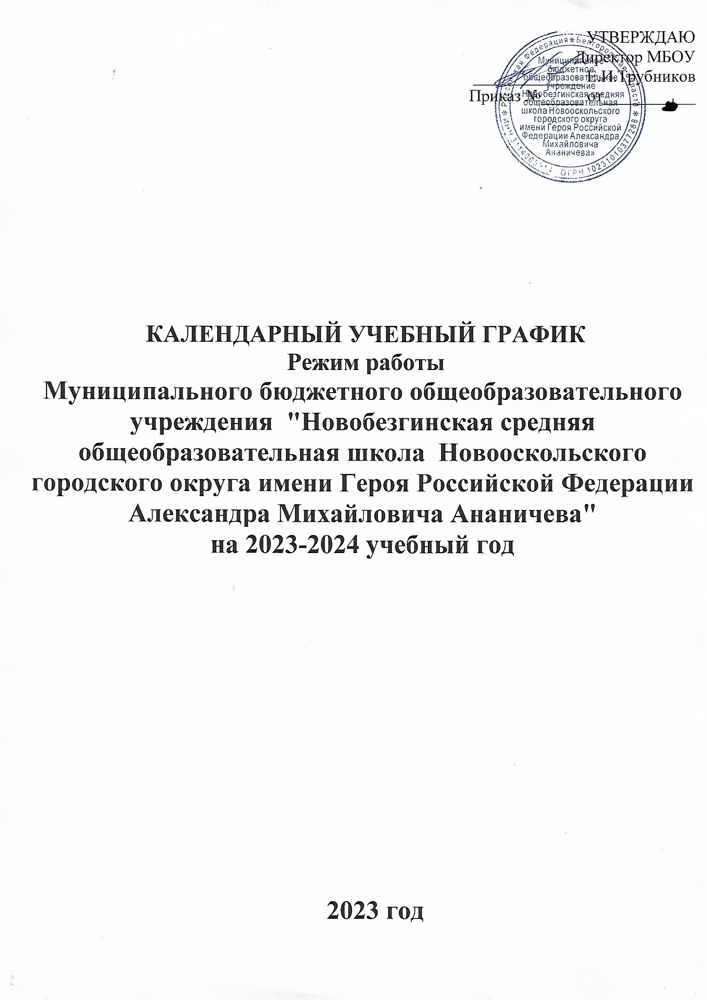 УТВЕРЖДАЮ
Директор МБОУ
Е.И.Трубников
Приказ № от
Российская Федерация * Белгородская область *
Муниципальное
бюджетное
общеобразовательное
учреждение
«Новобезгинская средняя
общеобразовательная
школа Новооскольского
городского округа
имени Героя Российской
Федерации Александра
Михайловича
Ананичева»
* ИНН ОГРН 1023101037728 *
КАЛЕНДАРНЫЙ УЧЕБНЫЙ ГРАФИК
Режим работы
Муниципального бюджетного общеобразовательного
учреждения "Новобезгинская средняя
общеобразовательная школа Новооскольского
городского округа имени Героя Российской Федерации
Александра Михайловича Ананичева"
на 2023-2024 учебный год
2023 год